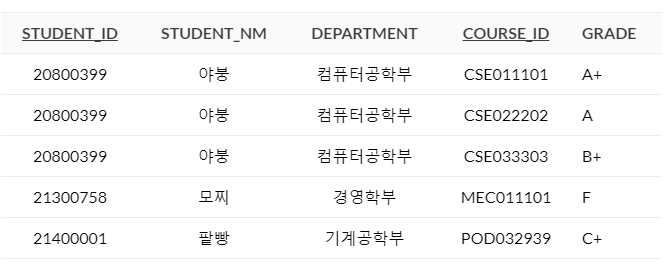 STUDENT_ID STUDENT_NM DEPARTMENT COURSE_ID GRADE
20800399 야붕 컴퓨터공학부 CSE011101 A+
20800399 야붕 컴퓨터공학부 CSE022202 A
20800399 야붕 컴퓨터공학부 CSE033303 B+
21300758 모찌 경영학부 MEC011101 F
21400001 팥빵 기계공학부 POD032939 C+